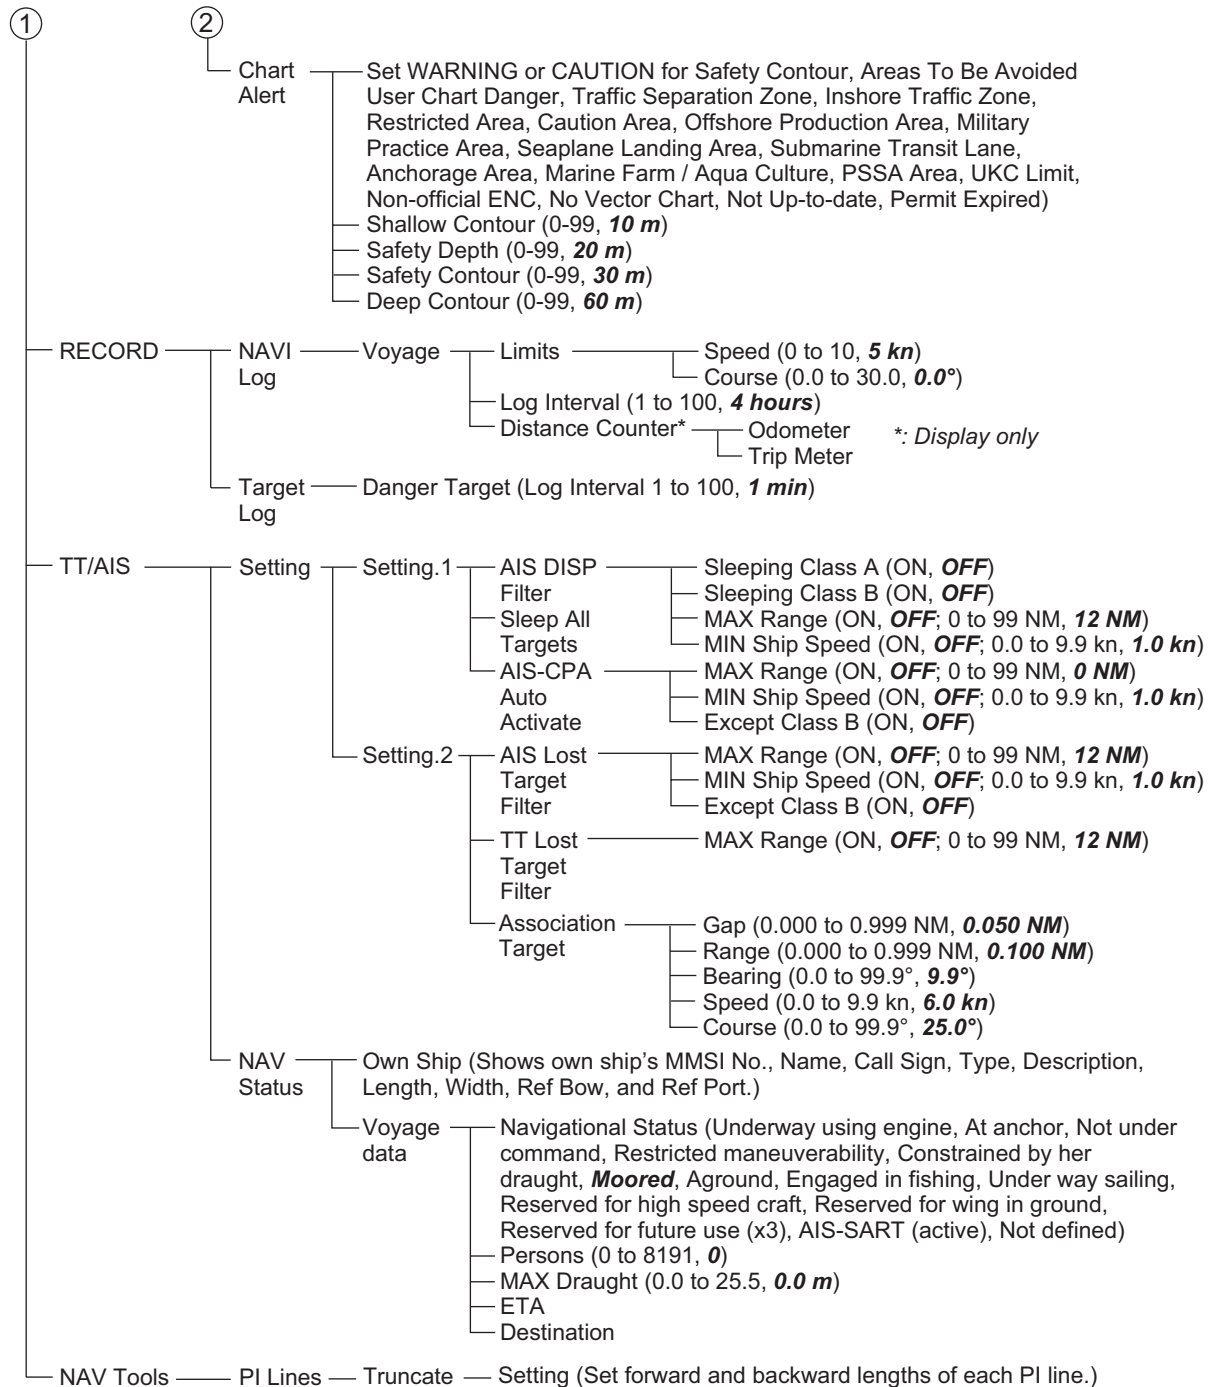 1
2
Chart
Alert
Set WARNING or CAUTION for Safety Contour, Areas To Be Avoided
User Chart Danger, Traffic Separation Zone, Inshore Traffic Zone,
Restricted Area, Caution Area, Offshore Production Area, Military
Practice Area, Seaplane Landing Area, Submarine Transit Lane,
Anchorage Area, Marine Farm / Aqua Culture, PSSA Area, UKC Limit,
Non-official ENC, No Vector Chart, Not Up-to-date, Permit Expired)
Shallow Contour (0-99, 10 m)
Safety Depth (0-99, 20 m)
Safety Contour (0-99, 30 m)
Deep Contour (0-99, 60 m)
RECORD
NAVI
Log
Voyage
Limits
Speed (0 to 10, 5 kn)
Course (0.0 to 30.0, 0.0°)
Log Interval (1 to 100, 4 hours)
Distance Counter*
Odometer
Trip Meter
*: Display only
Target
Log
Danger Target (Log Interval 1 to 100, 1 min)
TT/AIS
Setting
Setting.1
AIS DISP
Filter
Sleeping Class A (ON, OFF)
Sleeping Class B (ON, OFF)
MAX Range (ON, OFF; 0 to 99 NM, 12 NM)
MIN Ship Speed (ON, OFF; 0.0 to 9.9 kn, 1.0 kn)
Sleep All
Targets
AIS-CPA
Auto
Activate
MAX Range (ON, OFF; 0 to 99 NM, 0 NM)
MIN Ship Speed (ON, OFF; 0.0 to 9.9 kn, 1.0 kn)
Except Class B (ON, OFF)
Setting.2
AIS Lost
Target
Filter
MAX Range (ON, OFF; 0 to 99 NM, 12 NM)
MIN Ship Speed (ON, OFF; 0.0 to 9.9 kn, 1.0 kn)
Except Class B (ON, OFF)
TT Lost
Target
Filter
MAX Range (ON, OFF; 0 to 99 NM, 12 NM)
Association
Target
Gap (0.000 to 0.999 NM, 0.050 NM)
Range (0.000 to 0.999 NM, 0.100 NM)
Bearing (0.0 to 99.9°, 9.9°)
Speed (0.0 to 9.9 kn, 6.0 kn)
Course (0.0 to 99.9°, 25.0°)
NAV
Status
Own Ship (Shows own ship's MMSI No., Name, Call Sign, Type, Description,
Length, Width, Ref Bow, and Ref Port.)
Voyage
data
Navigational Status (Underway using engine, At anchor, Not under
command, Restricted maneuverability, Constrained by her
draught, Moored, Aground, Engaged in fishing, Under way sailing,
Reserved for high speed craft, Reserved for wing in ground,
Reserved for future use (x3), AIS-SART (active), Not defined)
Persons (0 to 8191, 0)
MAX Draught (0.0 to 25.5, 0.0 m)
ETA
Destination
NAV Tools
PI Lines
Truncate
Setting (Set forward and backward lengths of each PI line.)